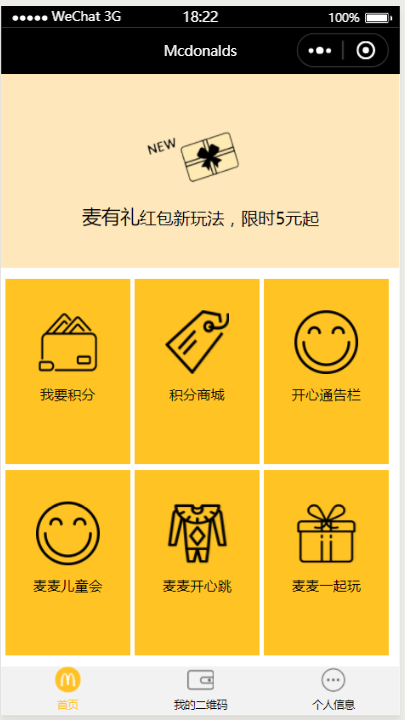 WeChat 3G 18:22 100%
Mcdonalds
NEW
麦有礼红包新玩法，限时5元起
我要积分 积分商城 开心通告栏
麦麦儿童会 麦麦开心跳 麦麦一起玩
首页 我的二维码 个人信息